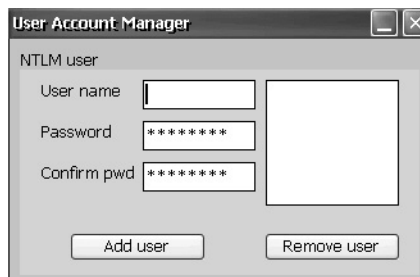 User Account Manager
NTLM user
User name
Password ********
Confirm pwd ********
Add user Remove user